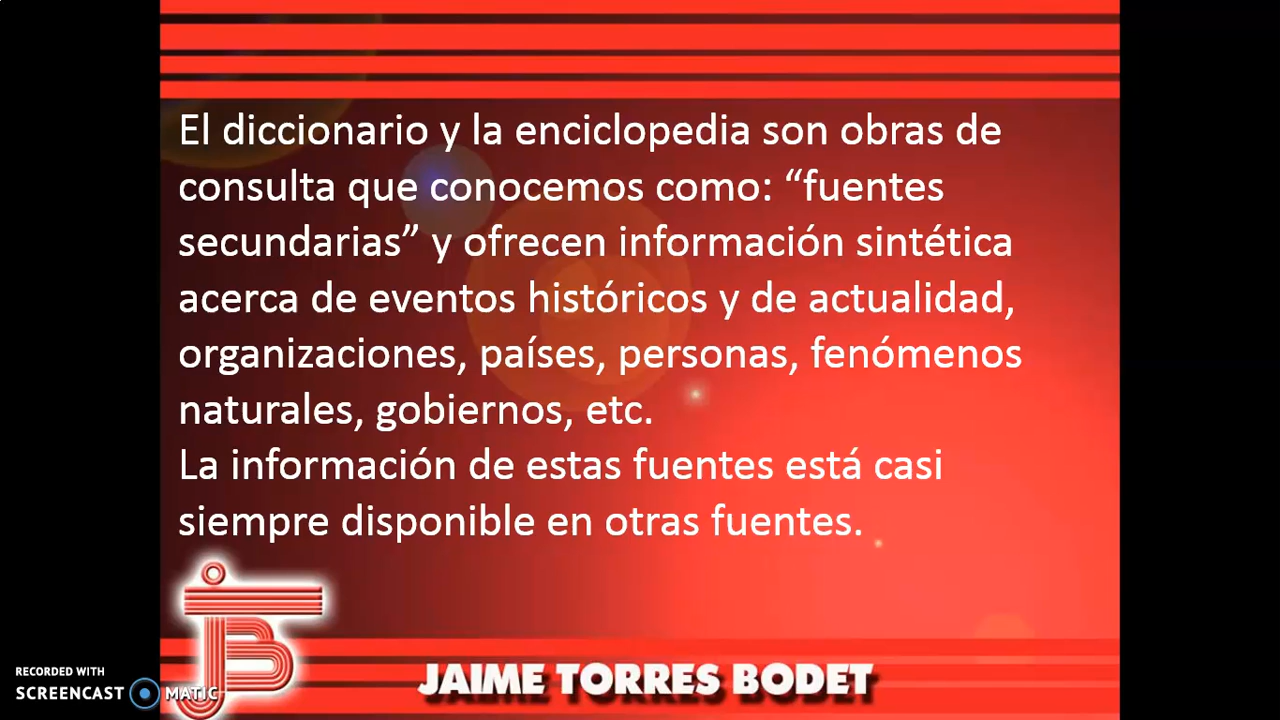 El diccionario y la enciclopedia son obras de
consulta que conocemos como: “fuentes
secundarias” y ofrecen información sintética
acerca de eventos históricos y de actualidad,
organizaciones, países, personas, fenómenos
naturales, gobiernos, etc.
La información de estas fuentes está casi
siempre disponible en otras fuentes.
JTB
JAIME TORRES BODET
RECORDED WITH
SCREENCAST MATIC